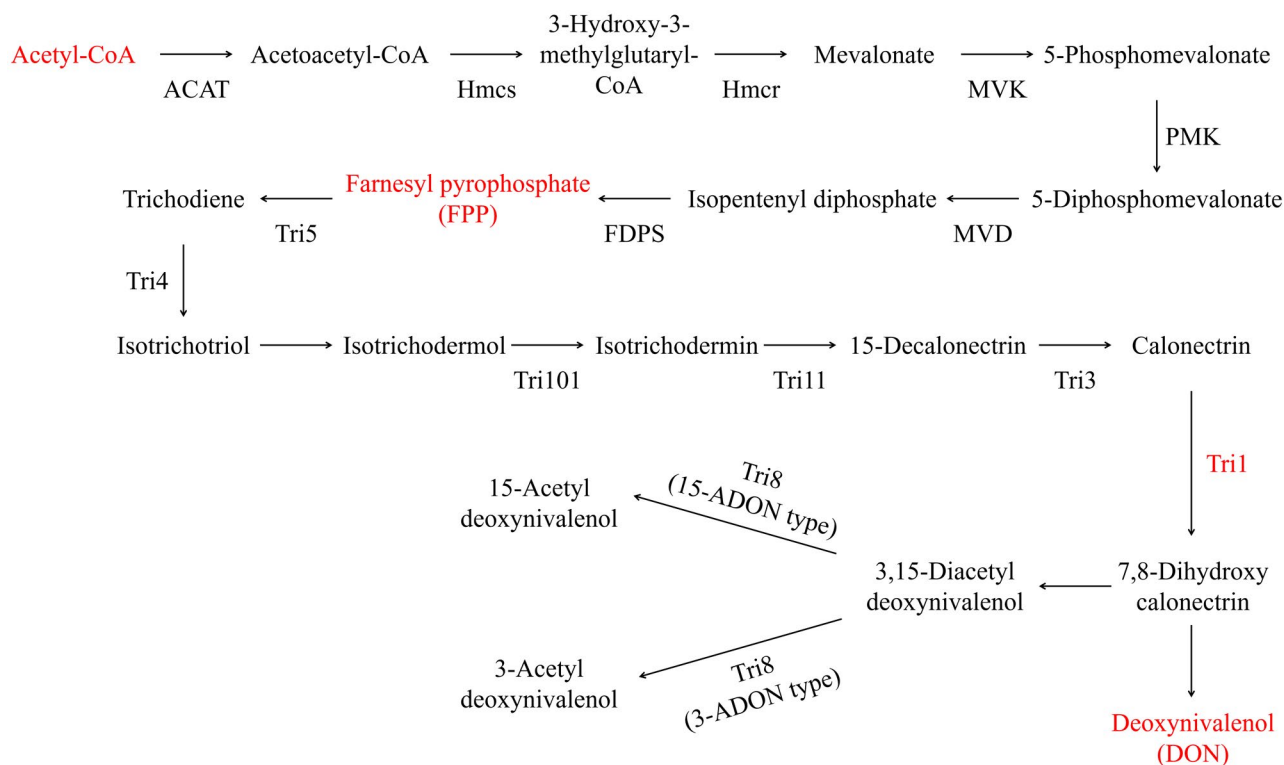 Acetyl-CoA
ACAT
Acetoacetyl-CoA
Hmcs
3-Hydroxy-3-
methylglutaryl-
CoA
Hmcr
Mevalonate
MVK
5-Phosphomevalonate
PMK
5-Diphosphomevalonate
MVD
Isopentenyl diphosphate
FDPS
Farnesyl pyrophosphate
(FPP)
Tri5
Trichodiene
Tri4
Isotrichotriol
Isotrichodermol
Tri101
Isotrichodermin
Tri11
15-Decalonectrin
Tri3
Calonectrin
Tri1
7,8-Dihydroxy
calonectrin
3,15-Diacetyl
deoxynivalenol
Tri8
(15-ADON type)
15-Acetyl
deoxynivalenol
Tri8
(3-ADON type)
3-Acetyl
deoxynivalenol
Deoxynivalenol
(DON)